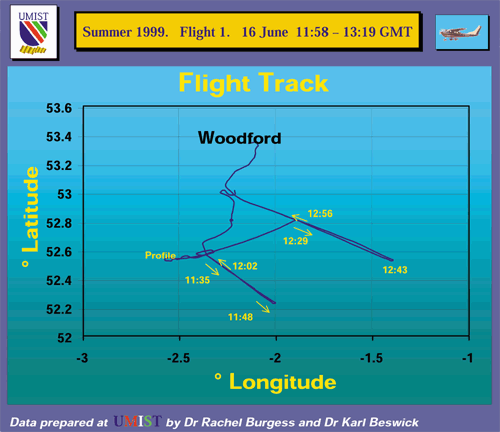 UMIST
Summer 1999. Flight 1. 16 June 11:58 – 13:19 GMT
Flight Track
53.6
53.4
53.2
53
52.8
52.6
52.4
52.2
52
° Latitude
Woodford
12:56
12:29
12:43
Profile
12:02
11:35
11:48
-3
-2.5
-2
-1.5
-1
° Longitude
Data prepared at UMIST by Dr Rachel Burgess and Dr Karl Beswick